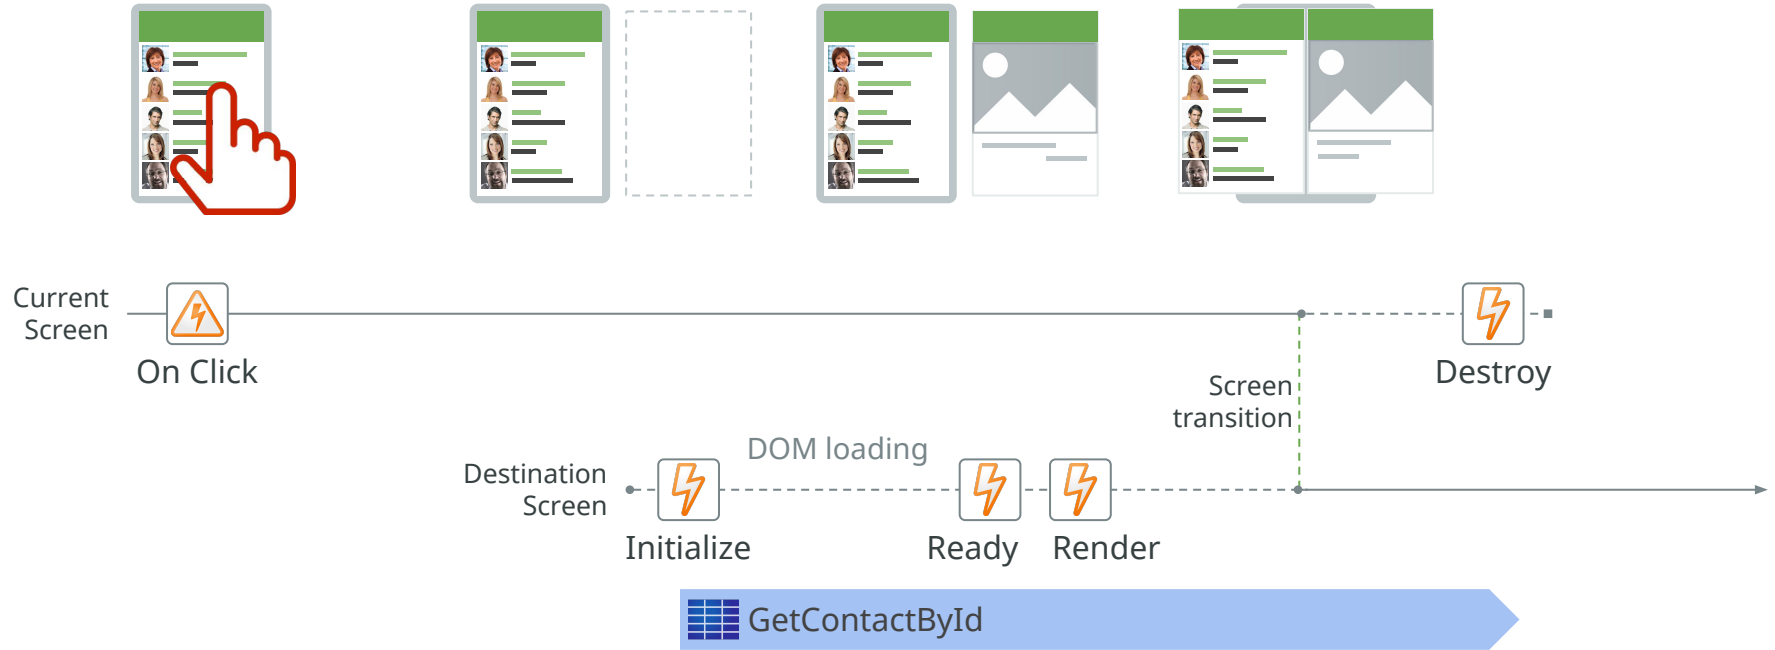 Current
Screen
On Click
Destroy
Screen
transition
DOM loading
Destination
Screen
Initialize
Ready
Render
GetContactById